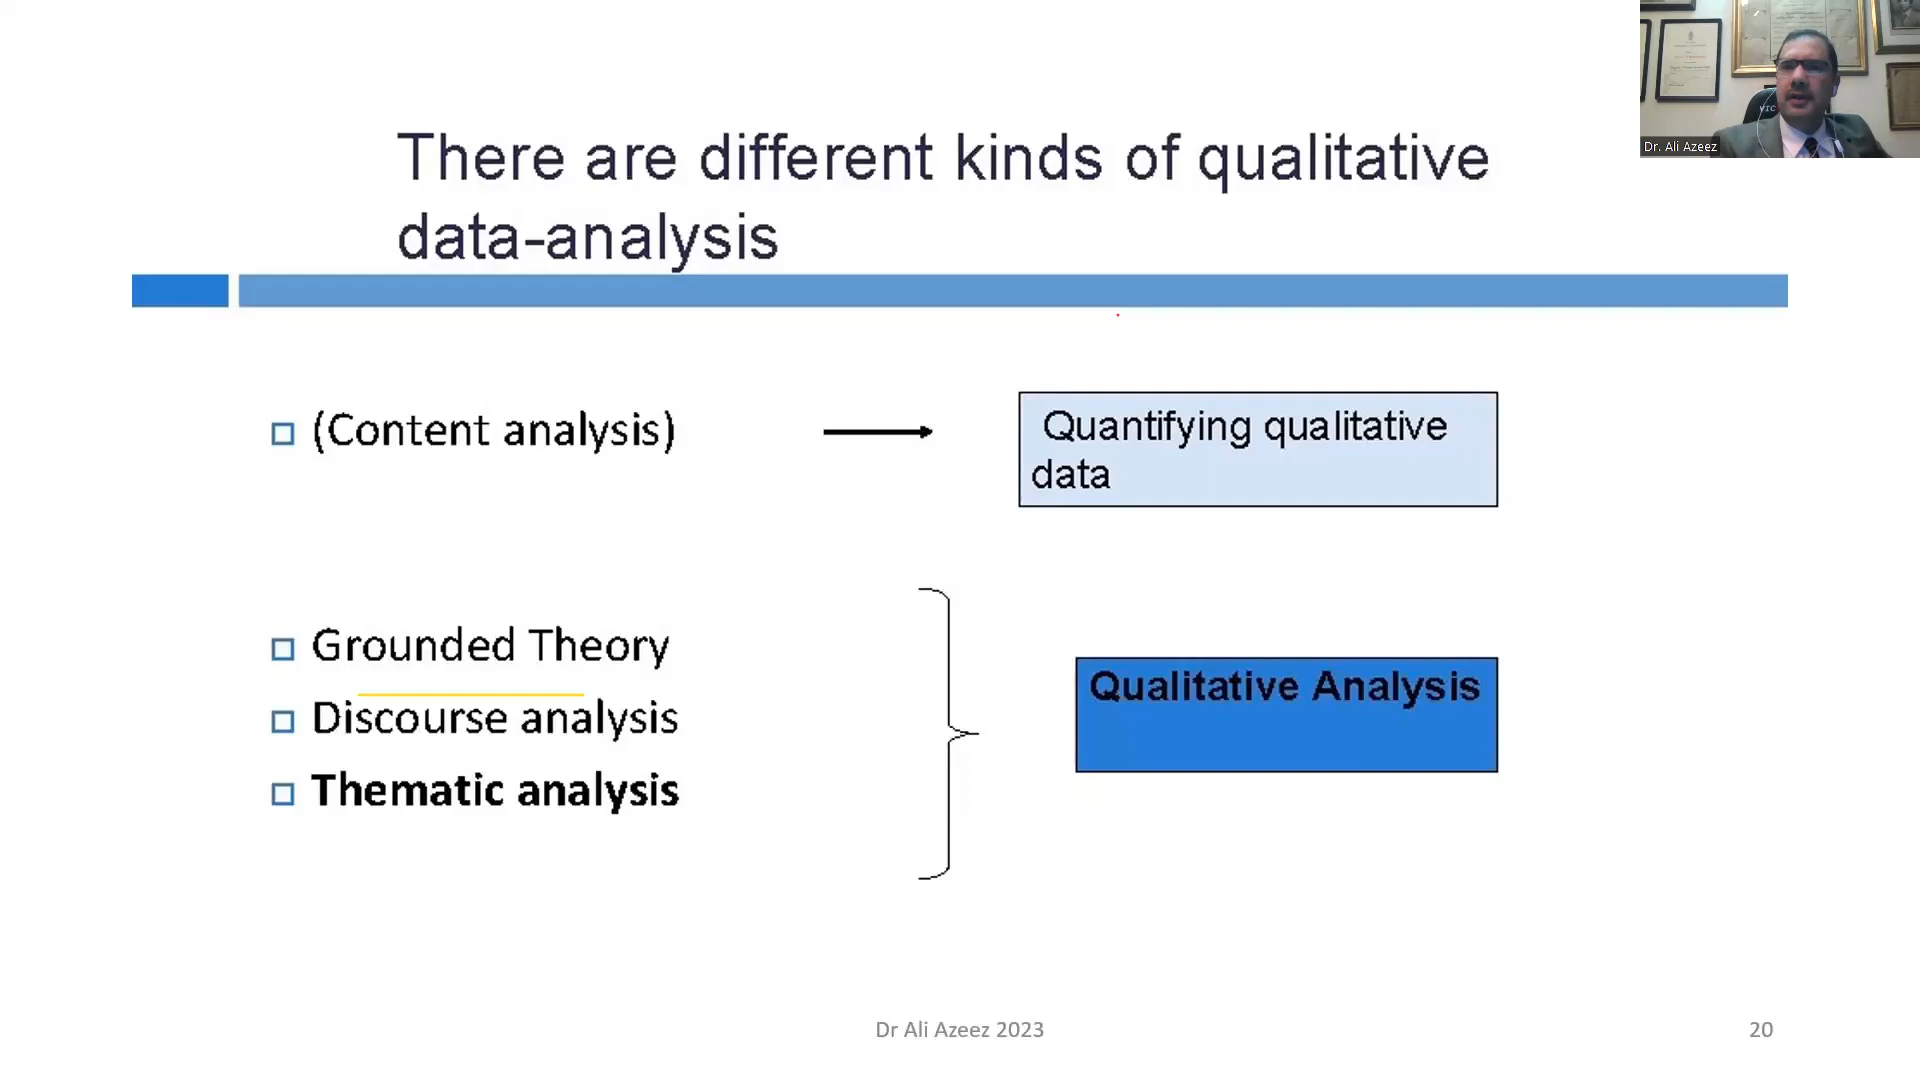 There are different kinds of qualitative
data-analysis
(Content analysis)
Quantifying qualitative
data
Grounded Theory
Discourse analysis
Thematic analysis
Qualitative Analysis
Dr. Ali Azeez
Dr Ali Azeez 2023
20